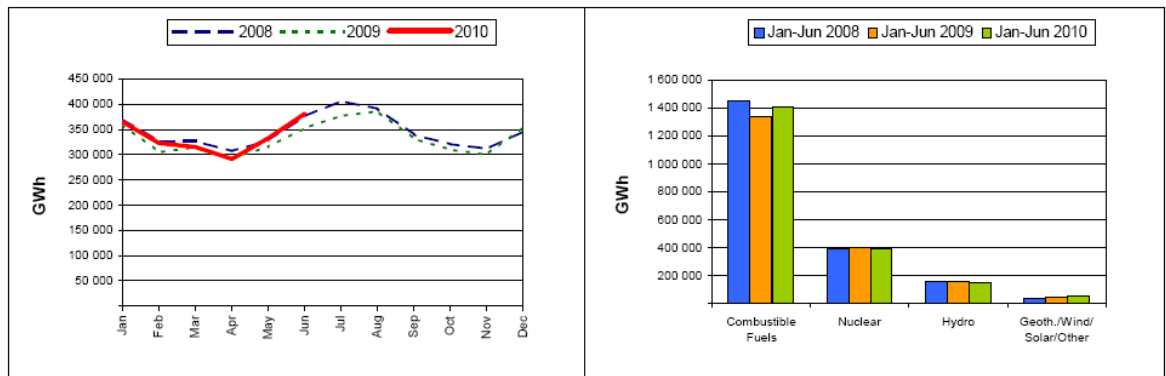 2008 2009 2010
450 000
400 000
350 000
300 000
250 000
200 000
150 000
100 000
50 000
GWh
Jan Feb Mar Apr May Jun Jul Aug Sep Oct Nov Dec
Jan-Jun 2008 Jan-Jun 2009 Jan-Jun 2010
1 600 000
1 400 000
1 200 000
1 000 000
800 000
600 000
400 000
200 000
GWh
Combustible Nuclear Hydro Geoth./Wind/
Fuels Solar/Other